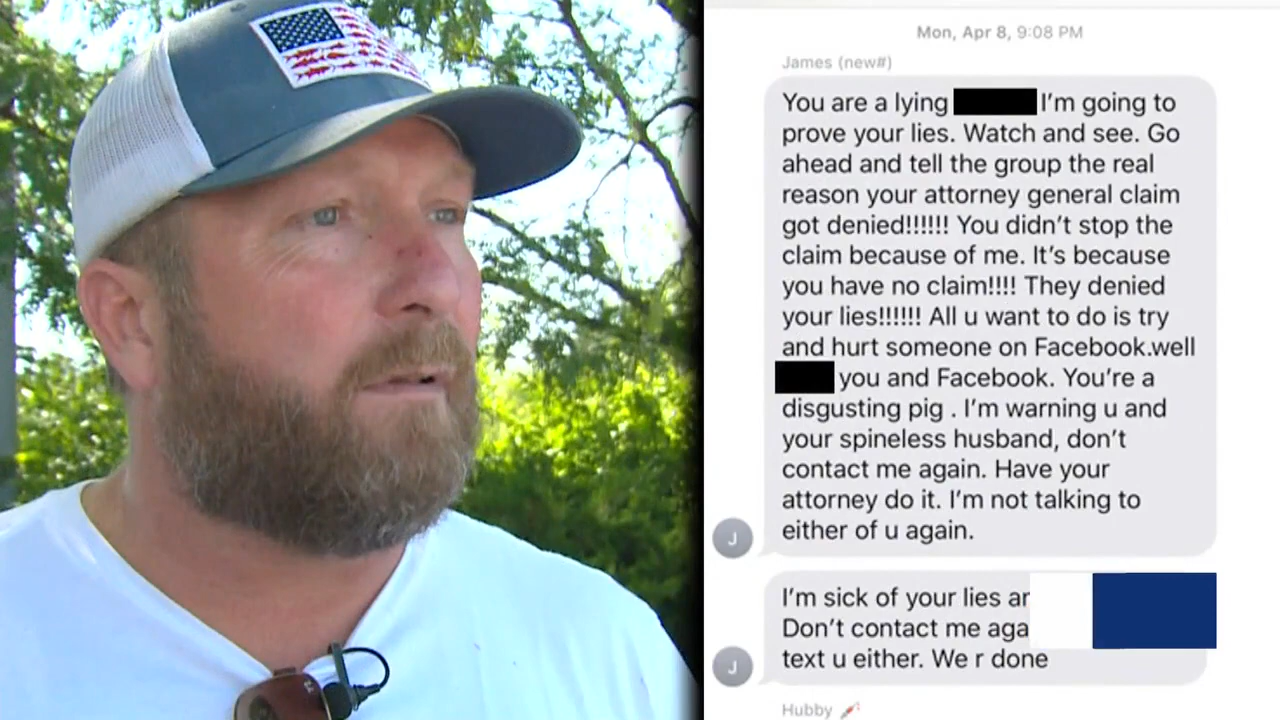 Mon, Apr 8, 9:08 PM
James (new#)
You are a lying I'm going to
prove your lies. Watch and see. Go
ahead and tell the group the real
reason your attorney general claim
got denied!!!!!! You didn't stop the
claim because of me. It's because
you have no claim!!!! They denied
your lies!!!!!! All u want to do is try
and hurt someone on Facebook.well
you and Facebook. You're a
disgusting pig . I'm warning u and
your spineless husband, don't
contact me again. Have your
attorney do it. I'm not talking to
either of u again.
J
I'm sick of your lies
Don't contact me
text u either. We r done
J
Hubby